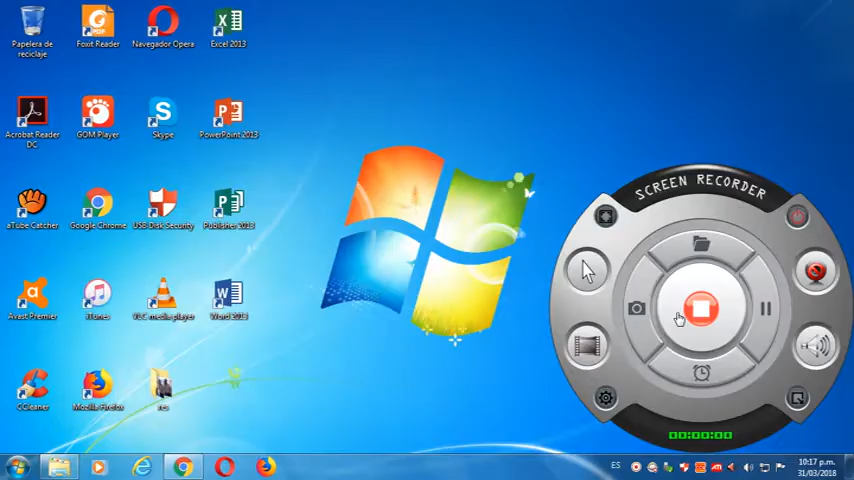 Papelera de
reciclaje
Foxit Reader
Navegador Opera
Excel 2013
Acrobat Reader
DC
GOM Player
Skype
PowerPoint 2013
aTube Catcher
Google Chrome
USB Disk Security
Publisher 2013
Avast Premier
iTunes
VLC media player
Word 2013
CCleaner
Mozilla Firefox
res
SCREEN RECORDER
00:00:00
ES
10:17 p.m.
31/03/2018